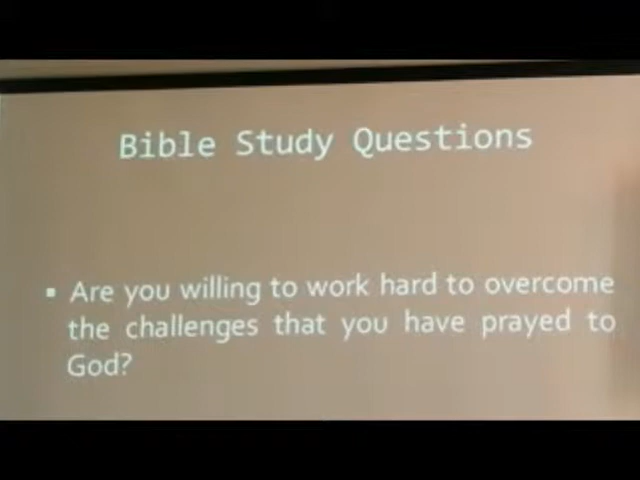 Bible Study Questions
▪ Are you willing to work hard to overcome
the challenges that you have prayed to
God?